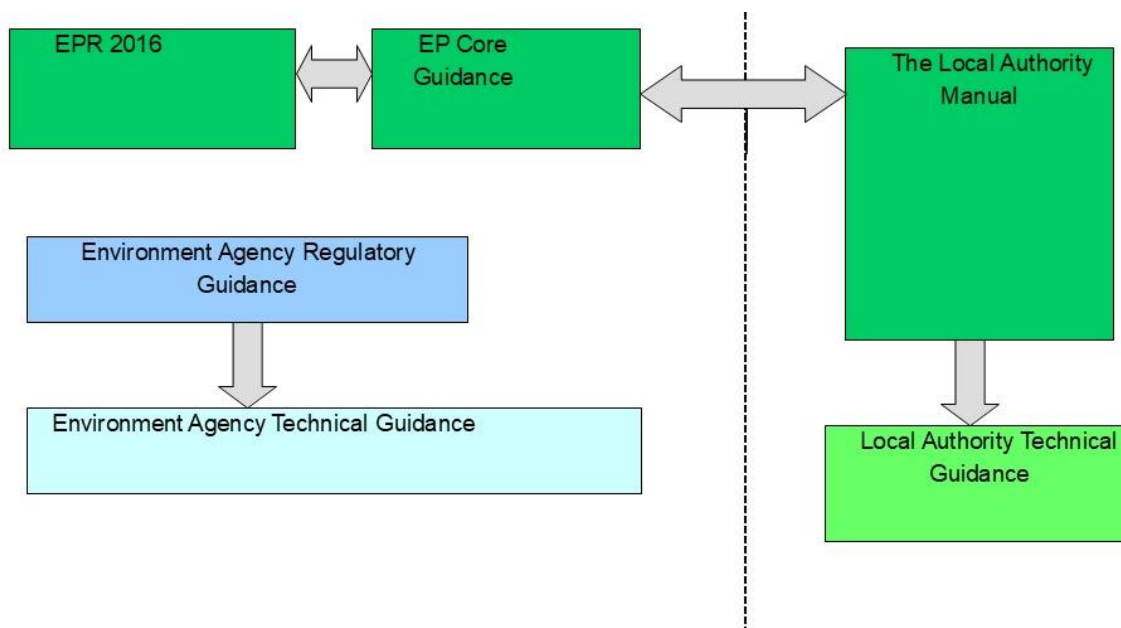 EPR 2016
EP Core
Guidance
The Local Authority
Manual
Environment Agency Regulatory
Guidance
Environment Agency Technical Guidance
Local Authority Technical
Guidance